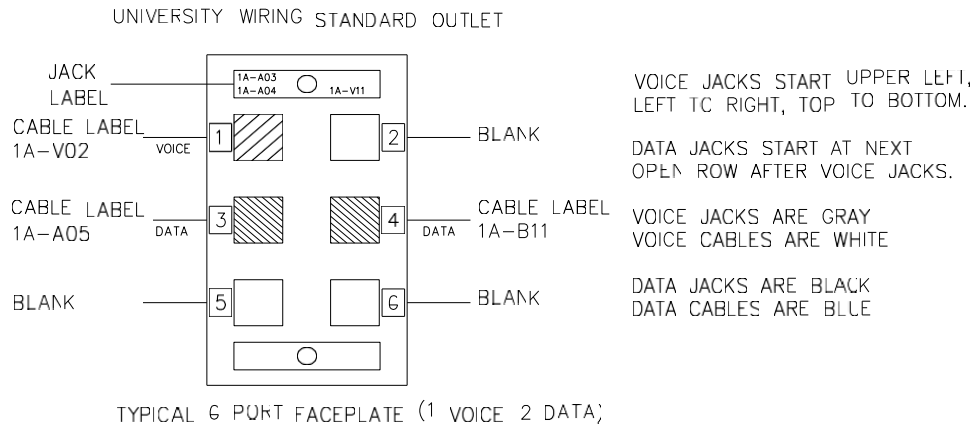 UNIVERSITY WIRING STANDARD OUTLET
JACK
LABEL
1A-A03
1A-A04 1A-V11
CABLE LABEL
1A-V02
VOICE
1
2
BLANK
CABLE LABEL
1A-A05
DATA
3
4
DATA
CABLE LABEL
1A-B11
BLANK
5
6
BLANK
TYPICAL 6 PORT FACEPLATE (1 VOICE 2 DATA)
VOICE JACKS START UPPER LEFT,
LEFT TO RIGHT, TOP TO BOTTOM.
DATA JACKS START AT NEXT
OPEN ROW AFTER VOICE JACKS.
VOICE JACKS ARE GRAY
VOICE CABLES ARE WHITE
DATA JACKS ARE BLACK
DATA CABLES ARE BLUE